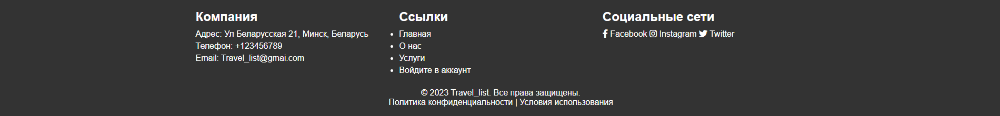 Компания
Адрес: Ул Беларусская 21, Минск, Беларусь
Телефон: +123456789
Email: Travel_list@gmai.com
Ссылки
Главная
О нас
Услуги
Войдите в аккаунт
Социальные сети
Facebook Instagram Twitter
© 2023 Travel_list. Все права защищены.
Политика конфиденциальности | Условия использования